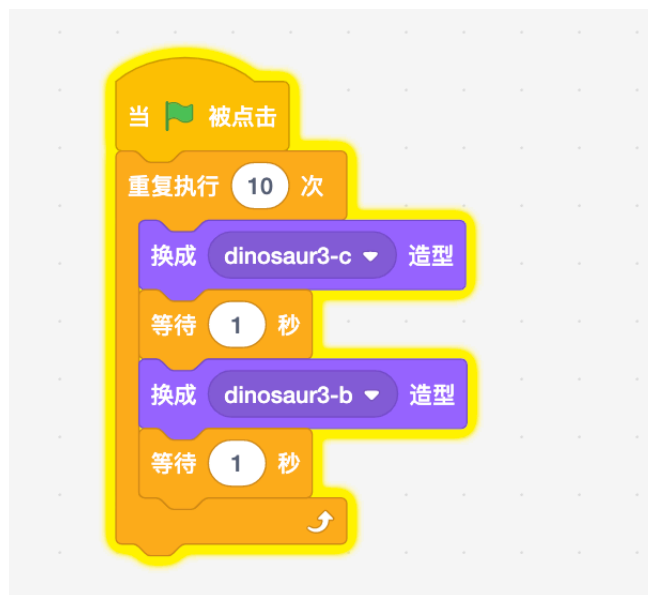 当 被点击
重复执行 10 次
换成 dinosaur3-c 造型
等待 1 秒
换成 dinosaur3-b 造型
等待 1 秒